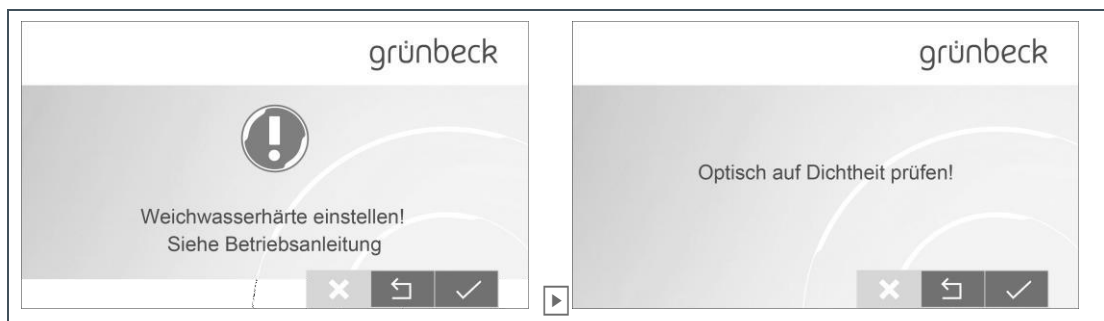 grünbeck
Weichwasserhärte einstellen!
Siehe Betriebsanleitung
grünbeck
Optisch auf Dichtheit prüfen!